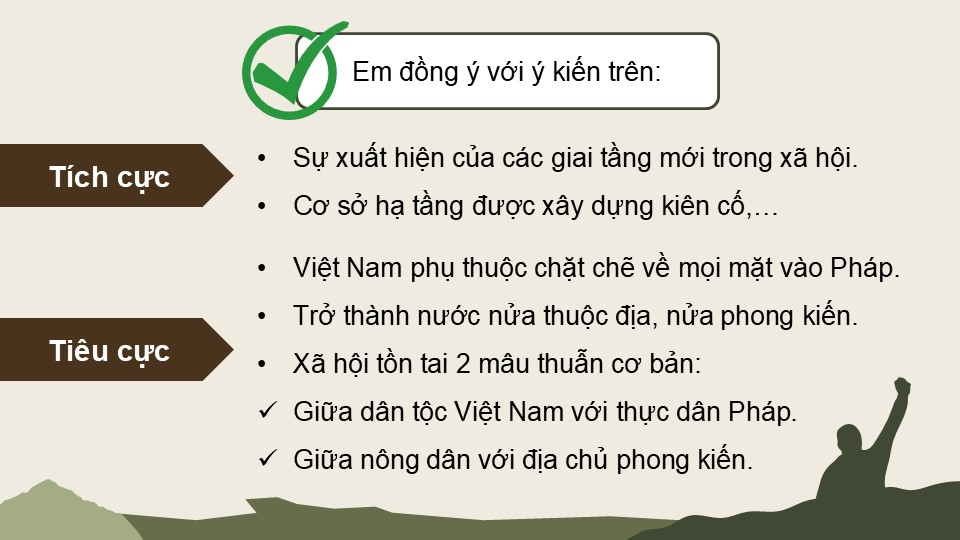 Em đồng ý với ý kiến trên:
Tích cực
• Sự xuất hiện của các giai tầng mới trong xã hội.
• Cơ sở hạ tầng được xây dựng kiên cố,…
Tiêu cực
• Việt Nam phụ thuộc chặt chẽ về mọi mặt vào Pháp.
• Trở thành nước nửa thuộc địa, nửa phong kiến.
• Xã hội tồn tai 2 mâu thuẫn cơ bản:
✓ Giữa dân tộc Việt Nam với thực dân Pháp.
✓ Giữa nông dân với địa chủ phong kiến.